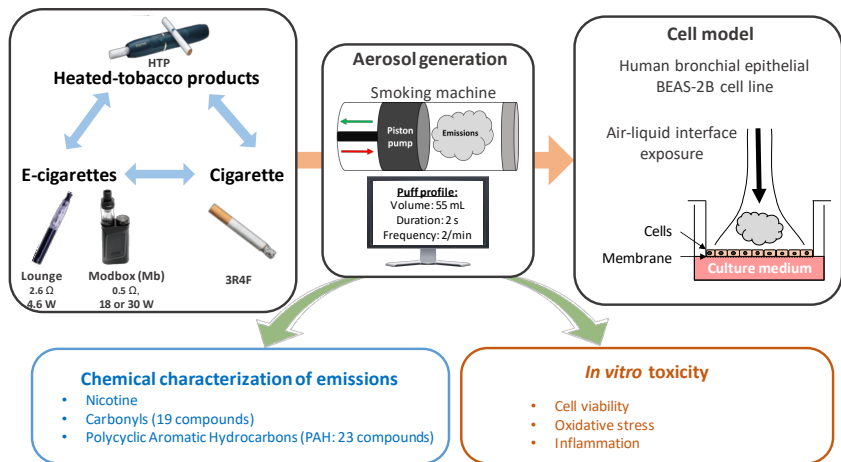 HTP
Heated-tobacco products
E-cigarettes
Cigarette
Lounge
2.6 Ω
4.6 W
Modbox (Mb)
0.5 Ω,
18 or 30 W
3R4F
Aerosol generation
Smoking machine
Piston
pump
Emissions
Puff profile:
Volume: 55 mL
Duration: 2 s
Frequency: 2/min
Cell model
Human bronchial epithelial
BEAS-2B cell line
Air-liquid interface
exposure
Cells
Membrane
Culture medium
Chemical characterization of emissions
• Nicotine
• Carbonyls (19 compounds)
• Polycyclic Aromatic Hydrocarbons (PAH: 23 compounds)
In vitro toxicity
• Cell viability
• Oxidative stress
• Inflammation